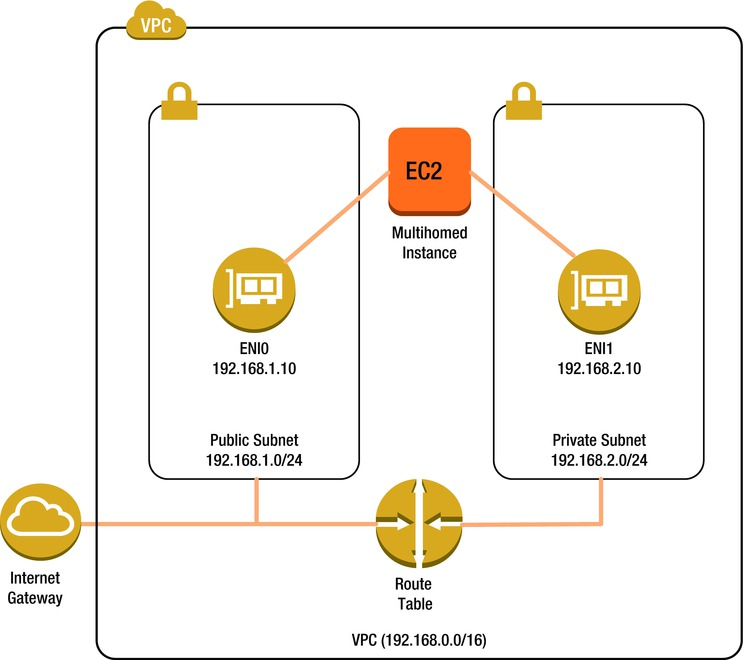 VPC
EC2
Multihomed
Instance
ENI0
192.168.1.10
ENI1
192.168.2.10
Public Subnet
192.168.1.0/24
Private Subnet
192.168.2.0/24
Internet
Gateway
Route
Table
VPC (192.168.0.0/16)